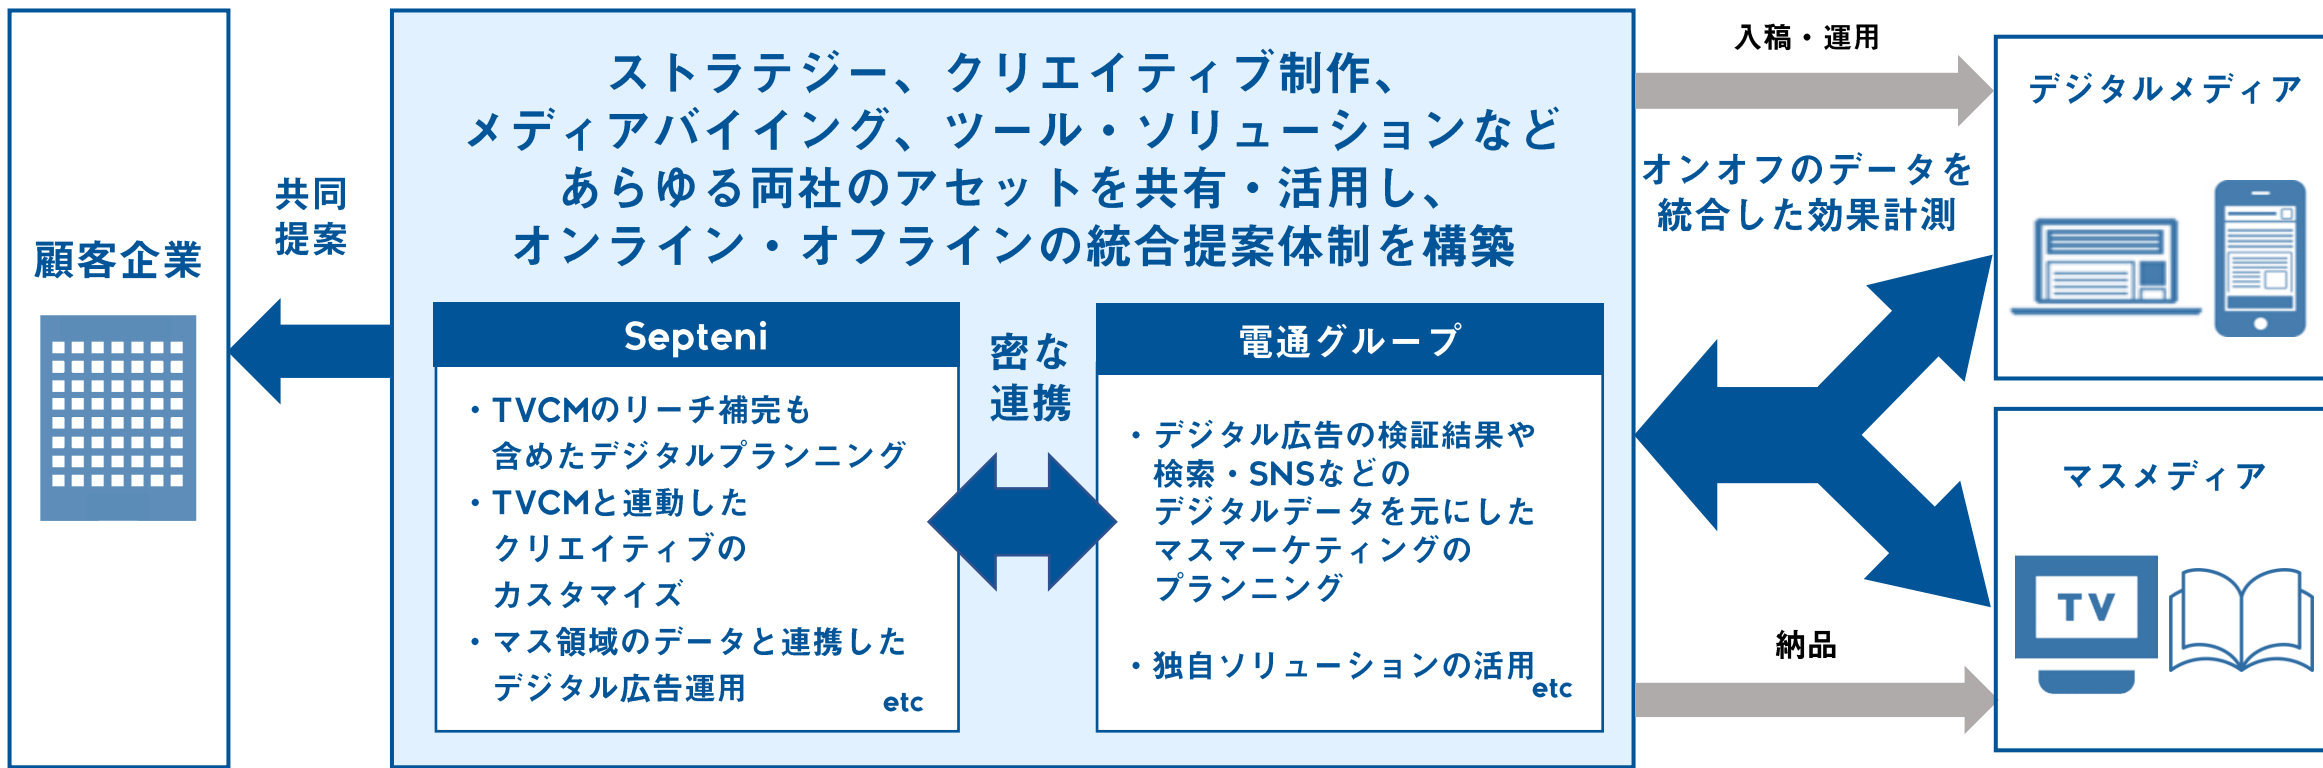 顧客企業
共同
提案
ストラテジー、クリエイティブ制作、
メディアバイイング、ツール・ソリューションなど
あらゆる両社のアセットを共有・活用し、
オンライン・オフラインの統合提案体制を構築
Septeni
・TVCMのリーチ補完も
含めたデジタルプランニング
・TVCMと連動した
クリエイティブの
カスタマイズ
・マス領域のデータと連携した
デジタル広告運用
etc
密な
連携
電通グループ
・デジタル広告の検証結果や
検索・SNSなどの
デジタルデータを元にした
マスマーケティングの
プランニング
・独自ソリューションの活用
etc
入稿・運用
オンオフのデータを
統合した効果計測
納品
デジタルメディア
マスメディア
TV